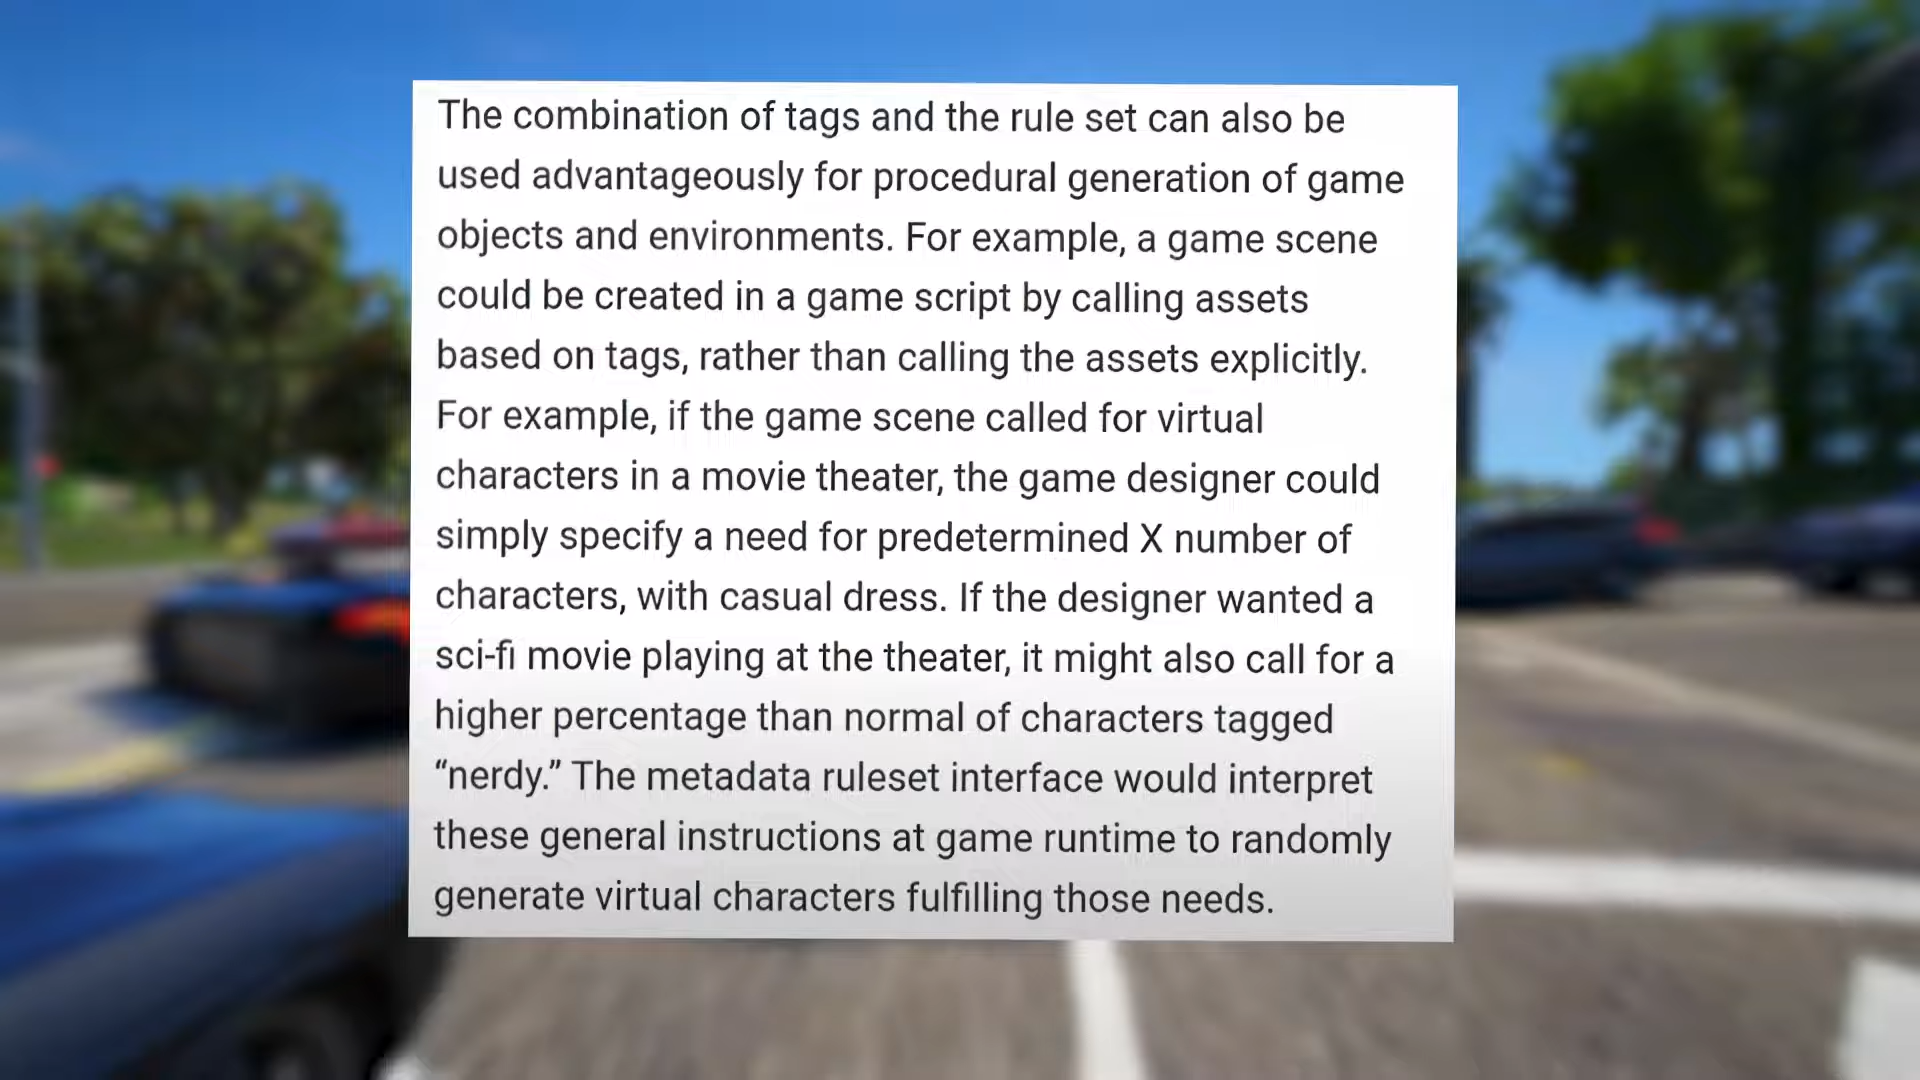 The combination of tags and the rule set can also be
used advantageously for procedural generation of game
objects and environments. For example, a game scene
could be created in a game script by calling assets
based on tags, rather than calling the assets explicitly.
For example, if the game scene called for virtual
characters in a movie theater, the game designer could
simply specify a need for predetermined X number of
characters, with casual dress. If the designer wanted a
sci-fi movie playing at the theater, it might also call for a
higher percentage than normal of characters tagged
“nerdy.” The metadata ruleset interface would interpret
these general instructions at game runtime to randomly
generate virtual characters fulfilling those needs.